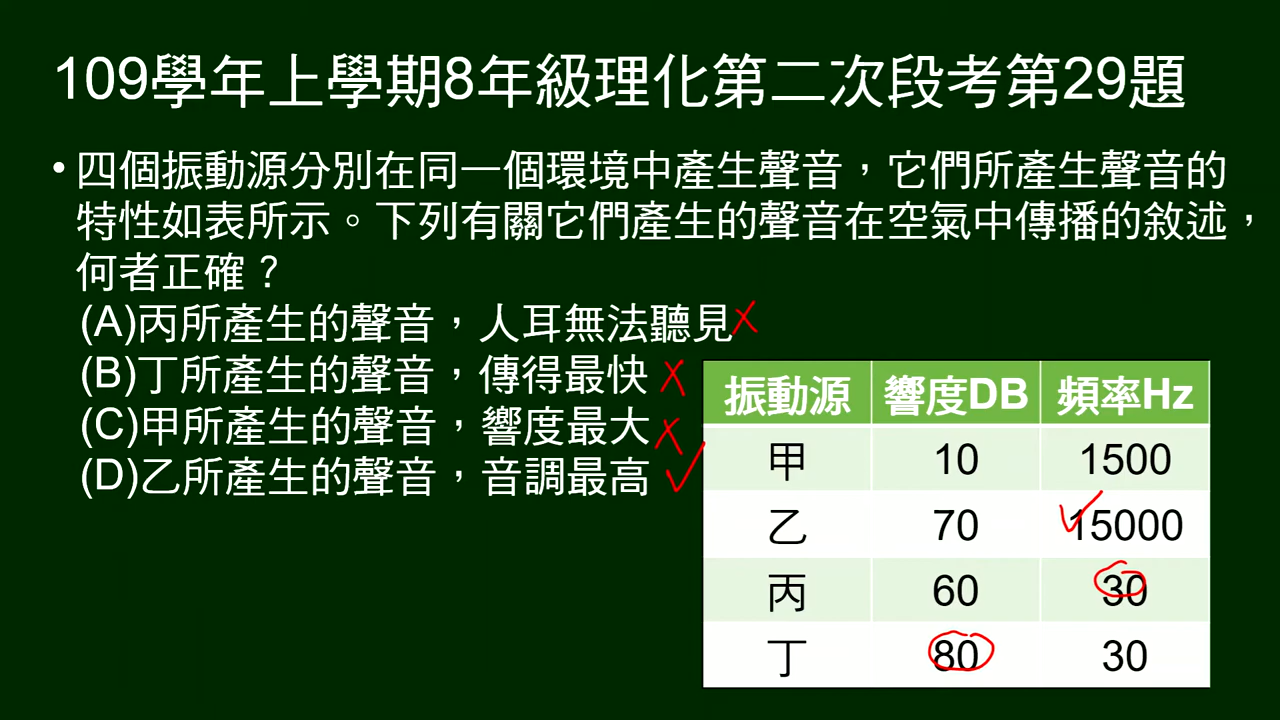 109學年上學期8年級理化第二次段考第29題
•四個振動源分別在同一個環境中產生聲音，它們所產生聲音的
特性如表所示。下列有關它們產生的聲音在空氣中傳播的敘述，
何者正確？
(A)丙所產生的聲音，人耳無法聽見
(B)丁所產生的聲音，傳得最快
(C)甲所產生的聲音，響度最大
(D)乙所產生的聲音，音調最高
振動源 響度DB 頻率Hz
甲 10 1500
乙 70 15000
丙 60 30
丁 80 30